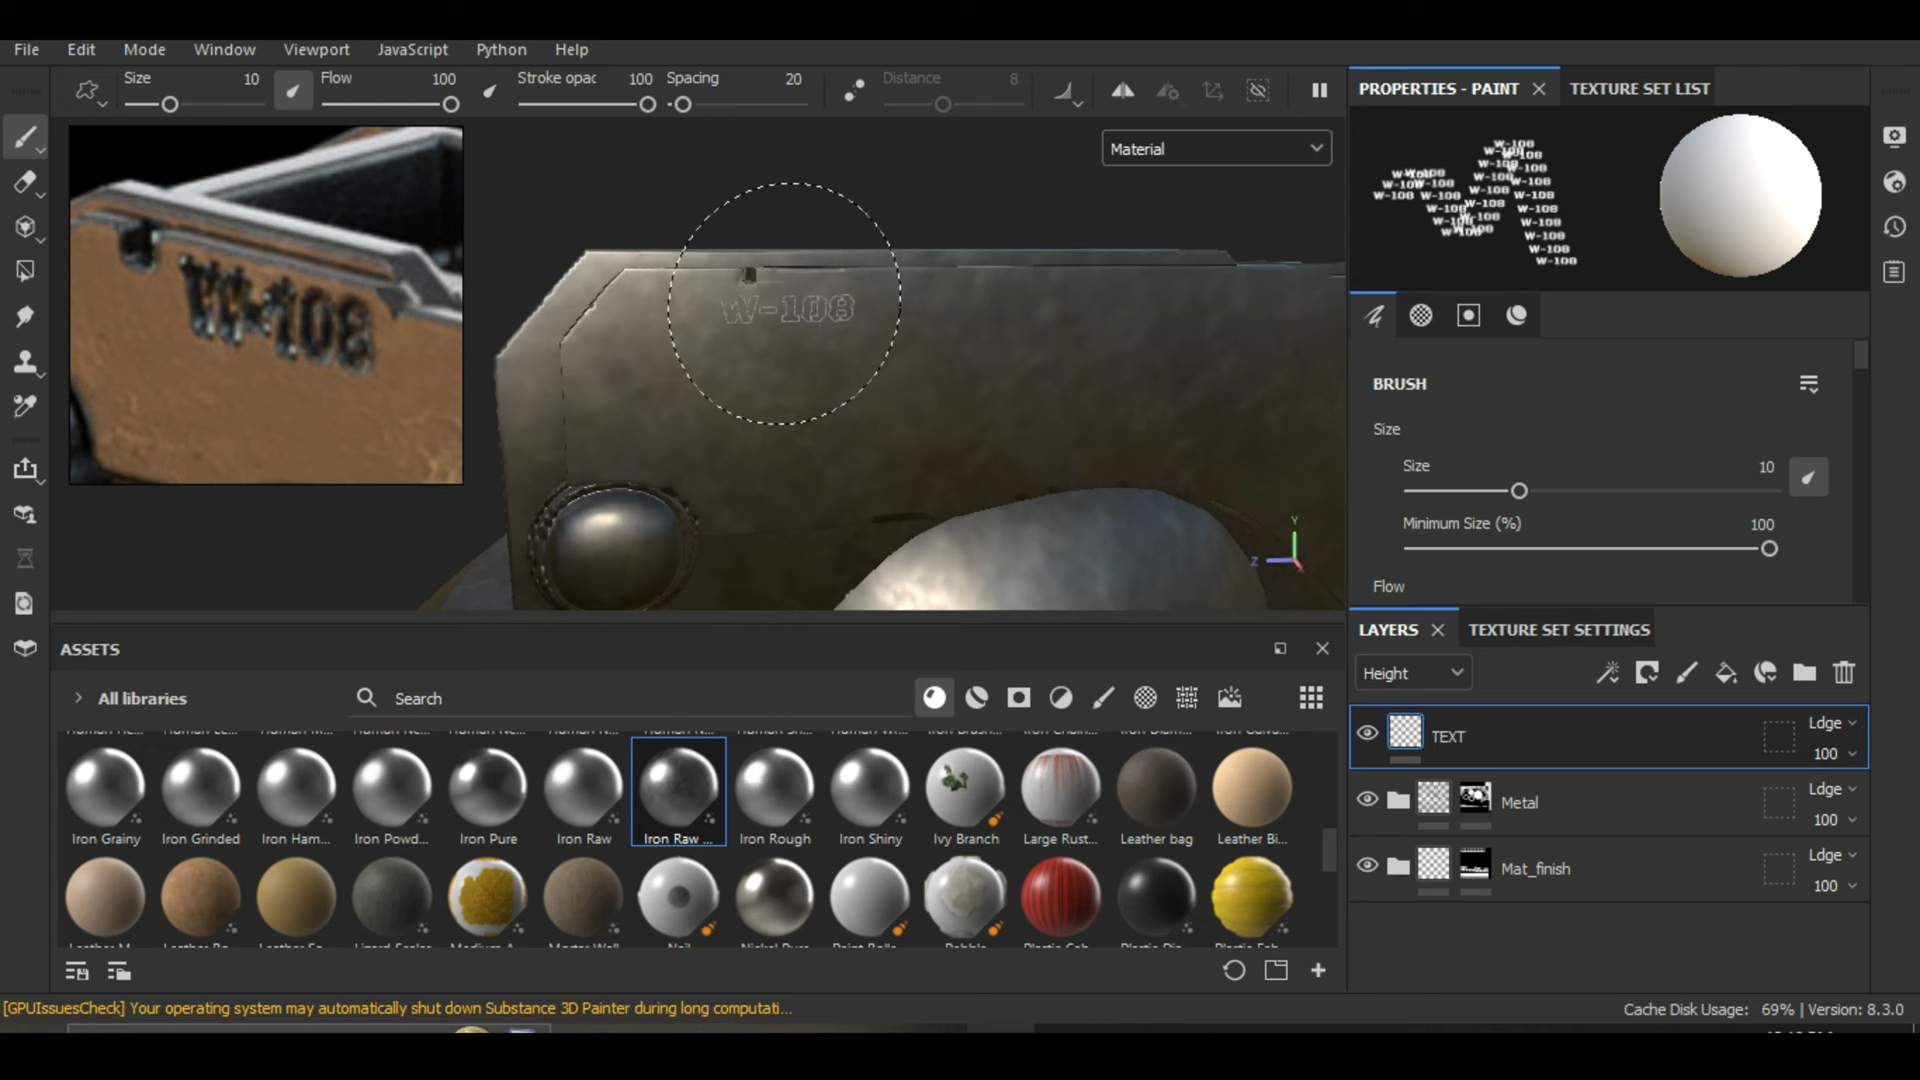 File Edit Mode Window Viewport JavaScript Python Help
Size 10 Flow 100 Stroke opac 100 Spacing 20 Distance 8
PROPERTIES - PAINT TEXTURE SET LIST
Material
W-108
W-108
BRUSH
Size
Size 10
Minimum Size (%) 100
Flow
LAYERS TEXTURE SET SETTINGS
Height
TEXT Ldge 100
Metal Ldge 100
Mat_finish Ldge 100
ASSETS
All libraries Search
Iron Grainy Iron Grinded Iron Ham... Iron Powd... Iron Pure Iron Raw Iron Raw ... Iron Rough Iron Shiny Ivy Branch Large Rust... Leather bag Leather Bi...
[GPUIssuesCheck] Your operating system may automatically shut down Substance 3D Painter during long computati...
Cache Disk Usage: 69% | Version: 8.3.0